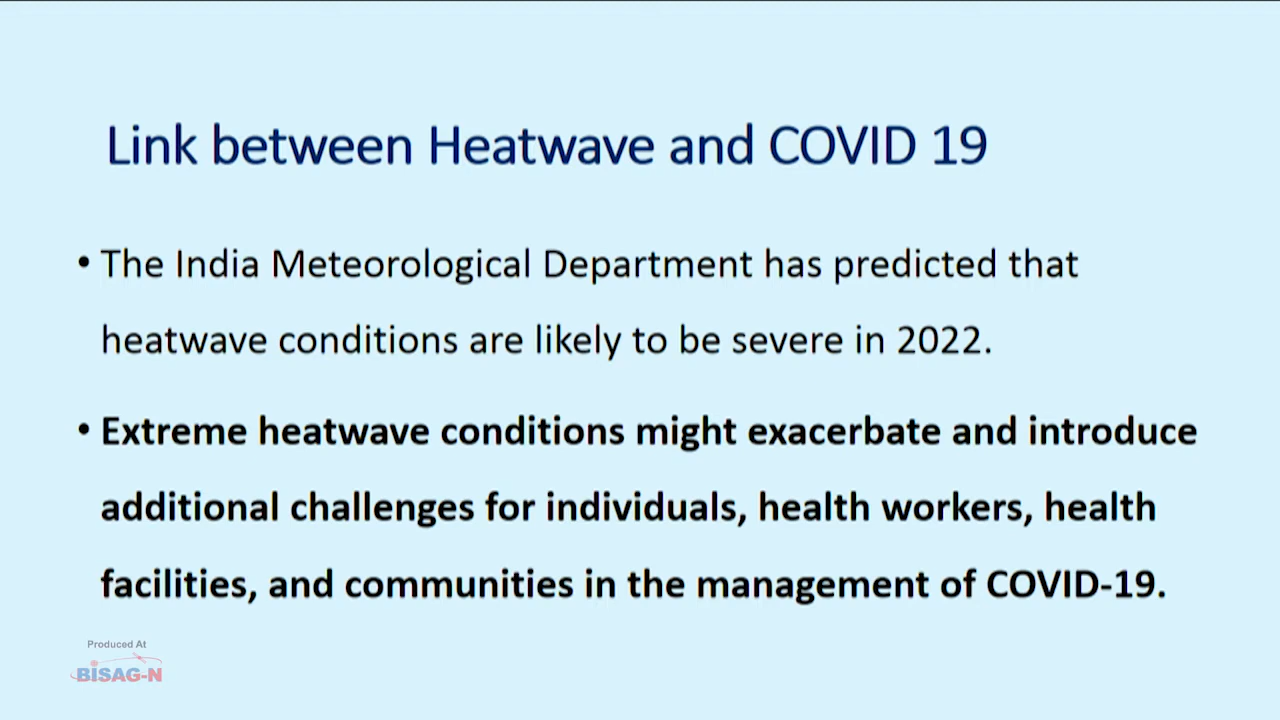 Link between Heatwave and COVID 19
• The India Meteorological Department has predicted that
heatwave conditions are likely to be severe in 2022.
• Extreme heatwave conditions might exacerbate and introduce
additional challenges for individuals, health workers, health
facilities, and communities in the management of COVID-19.
Produced At
BISAG-N